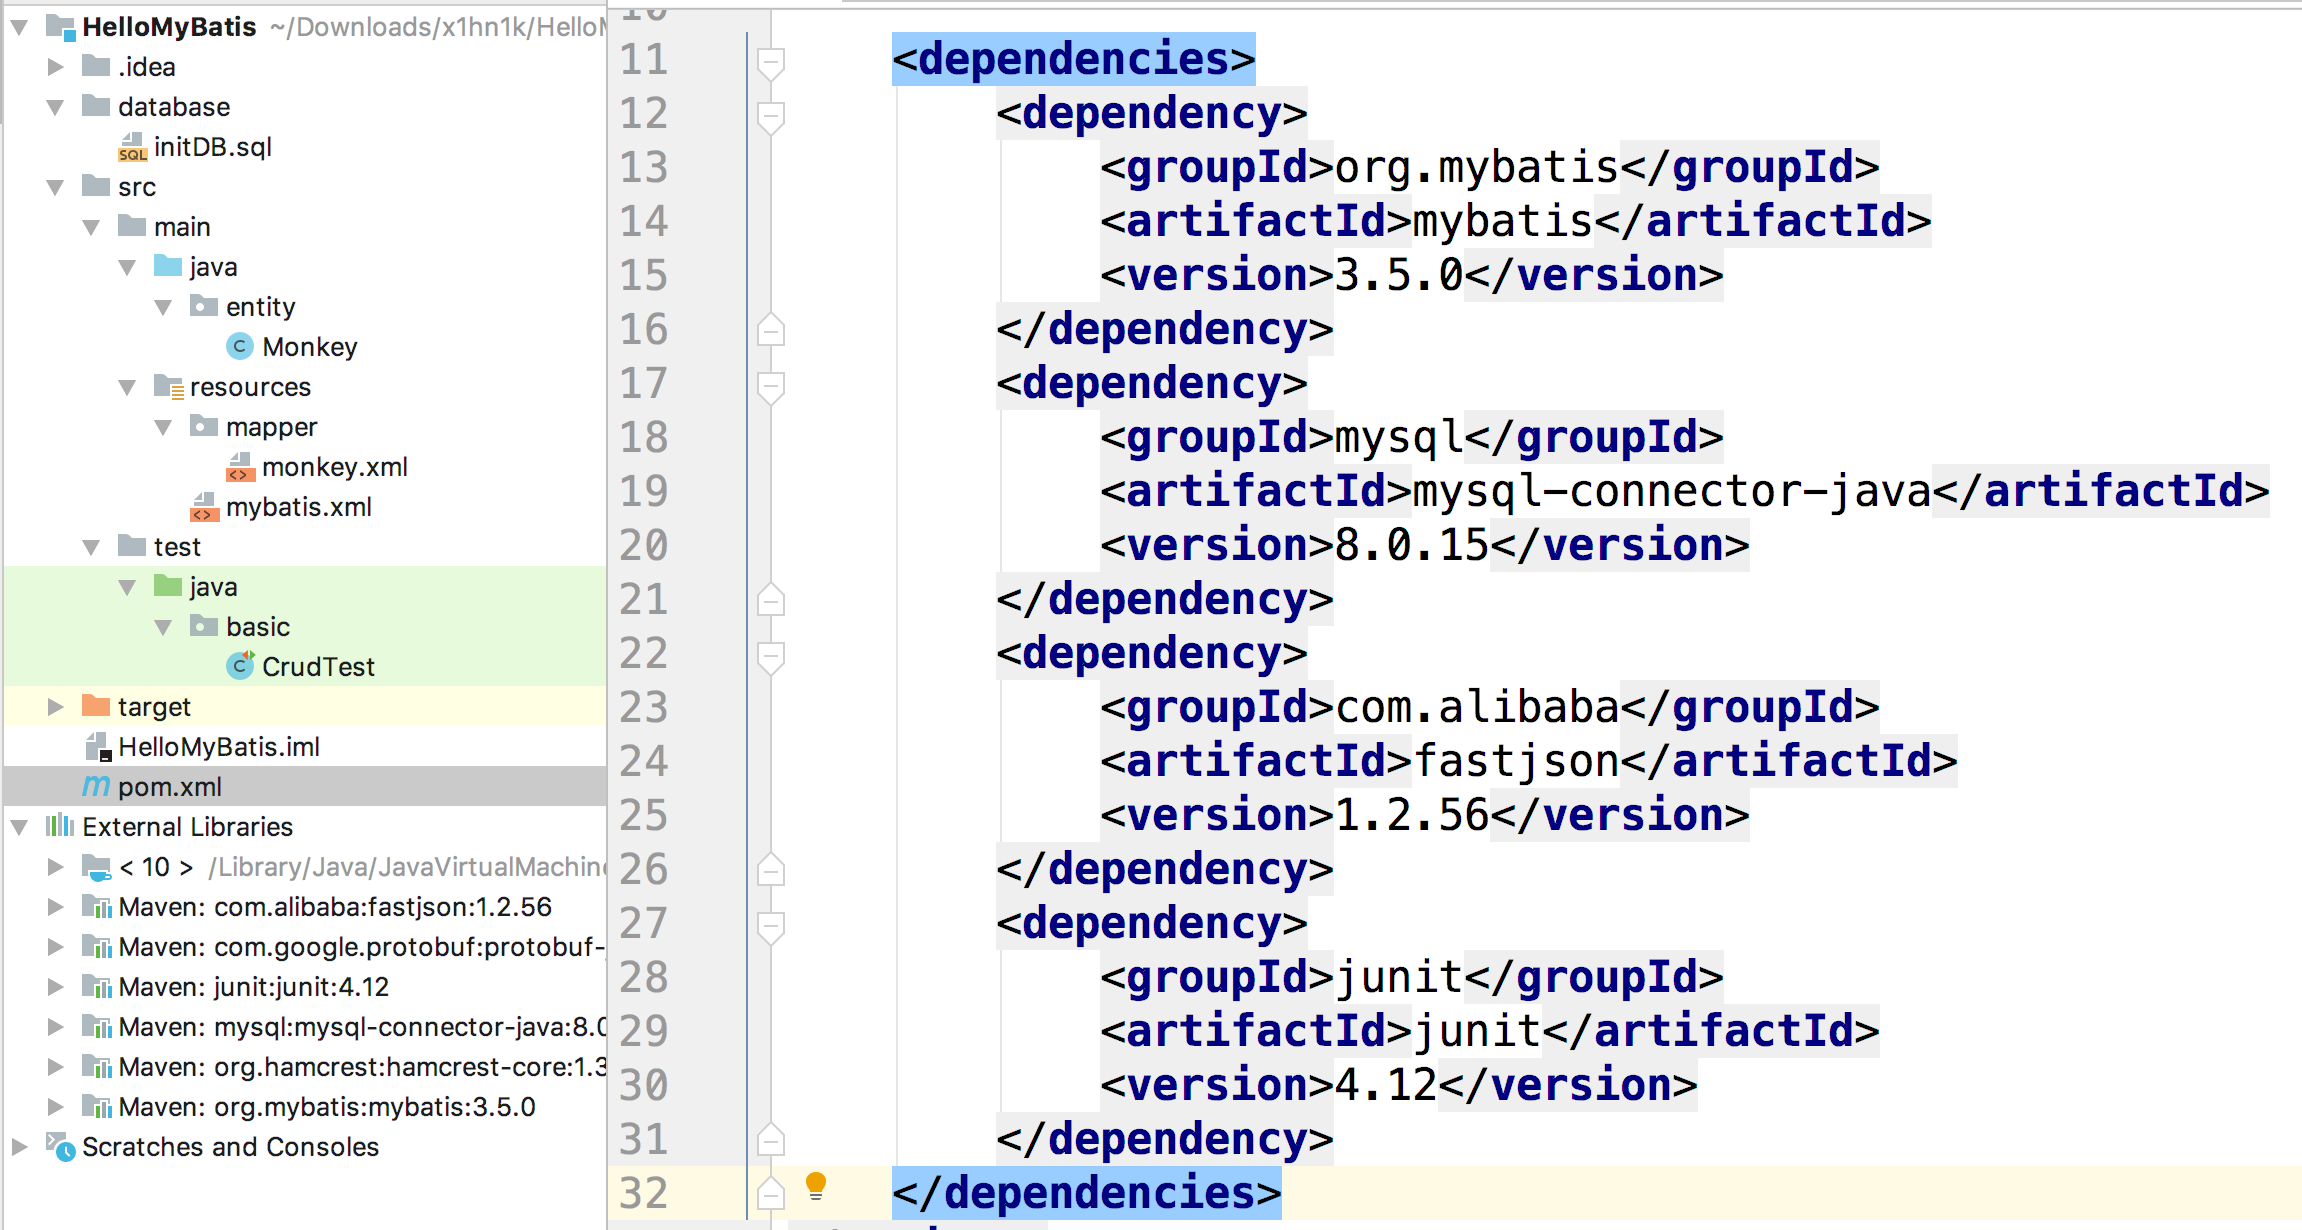 HelloMyBatis ~/Downloads/x1hn1k/HelloM
.idea
database
initDB.sql
src
main
java
entity
Monkey
resources
mapper
monkey.xml
mybatis.xml
test
java
basic
CrudTest
target
HelloMyBatis.iml
pom.xml
External Libraries
< 10 > /Library/Java/JavaVirtualMachine
Maven: com.alibaba:fastjson:1.2.56
Maven: com.google.protobuf:protobuf-
Maven: junit:junit:4.12
Maven: mysql:mysql-connector-java:8.0
Maven: org.hamcrest:hamcrest-core:1.3
Maven: org.mybatis:mybatis:3.5.0
Scratches and Consoles
10
11 <dependencies>
12 <dependency>
13 <groupId>org.mybatis</groupId>
14 <artifactId>mybatis</artifactId>
15 <version>3.5.0</version>
16 </dependency>
17 <dependency>
18 <groupId>mysql</groupId>
19 <artifactId>mysql-connector-java</artifactId>
20 <version>8.0.15</version>
21 </dependency>
22 <dependency>
23 <groupId>com.alibaba</groupId>
24 <artifactId>fastjson</artifactId>
25 <version>1.2.56</version>
26 </dependency>
27 <dependency>
28 <groupId>junit</groupId>
29 <artifactId>junit</artifactId>
30 <version>4.12</version>
31 </dependency>
32 </dependencies>